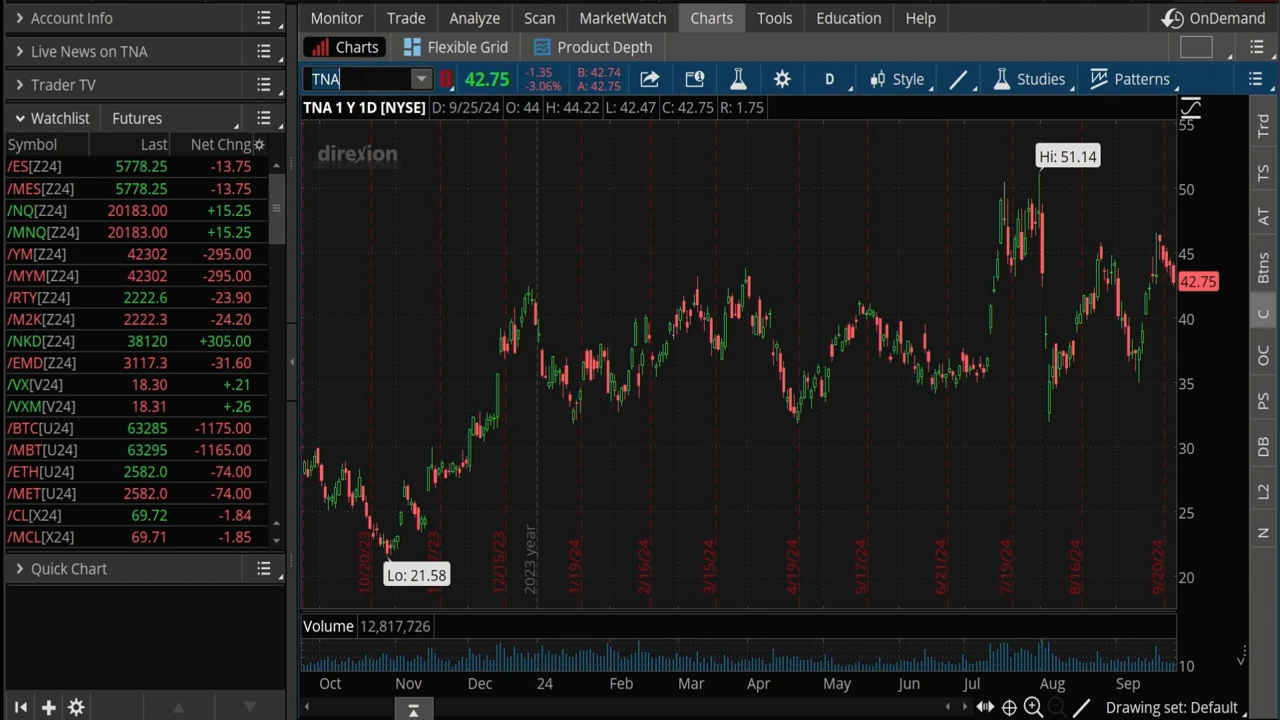 Account Info
Monitor Trade Analyze Scan MarketWatch Charts Tools Education Help OnDemand
Live News on TNA
Charts Flexible Grid Product Depth
Trader TV
TNA 42.75 -1.35 -3.06% B: 42.74 A: 42.75 D Style Studies Patterns
TNA 1 Y 1D [NYSE] D: 9/25/24 O: 44 H: 44.22 L: 42.47 C: 42.75 R: 1.75
Watchlist Futures
Symbol Last Net Chng
/ES[Z24] 5778.25 -13.75
/MES[Z24] 5778.25 -13.75
/NQ[Z24] 20183.00 +15.25
/MNQ[Z24] 20183.00 +15.25
/YM[Z24] 42302 -295.00
/MYM[Z24] 42302 -295.00
/RTY[Z24] 2222.6 -23.90
/M2K[Z24] 2222.3 -24.20
/NKD[Z24] 38120 +305.00
/EMD[Z24] 3117.3 -31.60
/VX[V24] 18.30 +.21
/VXM[V24] 18.31 +.26
/BTC[U24] 63285 -1175.00
/MBT[U24] 63295 -1165.00
/ETH[U24] 2582.0 -74.00
/MET[U24] 2582.0 -74.00
/CL[X24] 69.72 -1.84
/MCL[X24] 69.71 -1.85
Quick Chart
direxion
Hi: 51.14
Lo: 21.58
55
50
45
42.75
40
35
30
25
20
10/20/23 12/15/23 2023 year 1/19/24 2/16/24 3/15/24 4/19/24 5/17/24 6/21/24 7/19/24 8/16/24 9/20/24
Volume 12,817,726
10
Oct Nov Dec 24 Feb Mar Apr May Jun Jul Aug Sep
Drawing set: Default
Trd
TS
AT
Btns
C
OC
PS
DB
L2
N